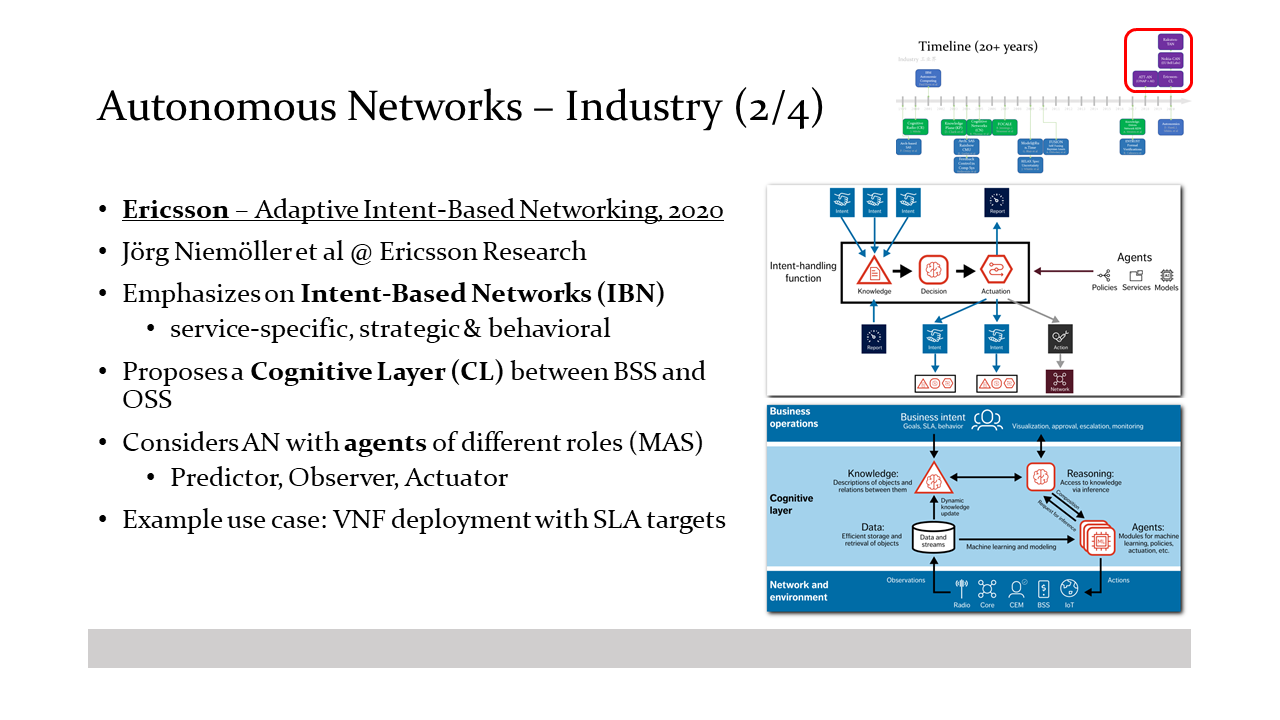 Timeline (20+ years)
Autonomous Networks – Industry (2/4)
• Ericsson – Adaptive Intent-Based Networking, 2020
• Jörg Niemöller et al @ Ericsson Research
• Emphasizes on Intent-Based Networks (IBN)
• service-specific, strategic & behavioral
• Proposes a Cognitive Layer (CL) between BSS and
OSS
• Considers AN with agents of different roles (MAS)
• Predictor, Observer, Actuator
• Example use case: VNF deployment with SLA targets
Intent
Intent
Intent
Report
Intent-handling
function
Knowledge
Decision
Actuation
Agents
Policies
Services
Models
Report
Intent
Intent
Action
Network
Business
operations
Business intent
Goals, SLA, behavior
Visualization, approval, escalation, monitoring
Cognitive
layer
Knowledge:
Descriptions of objects and
relations between them
Reasoning:
Access to knowledge
via inference
Dynamic
knowledge
update
Composition
Request for inference
Data:
Efficient storage and
retrieval of objects
Data and
streams
Machine learning and modeling
ML
Agents:
Modules for machine
learning, policies,
actuation, etc.
Network and
environment
Observations
Actions
Radio
Core
CEM
BSS
IoT